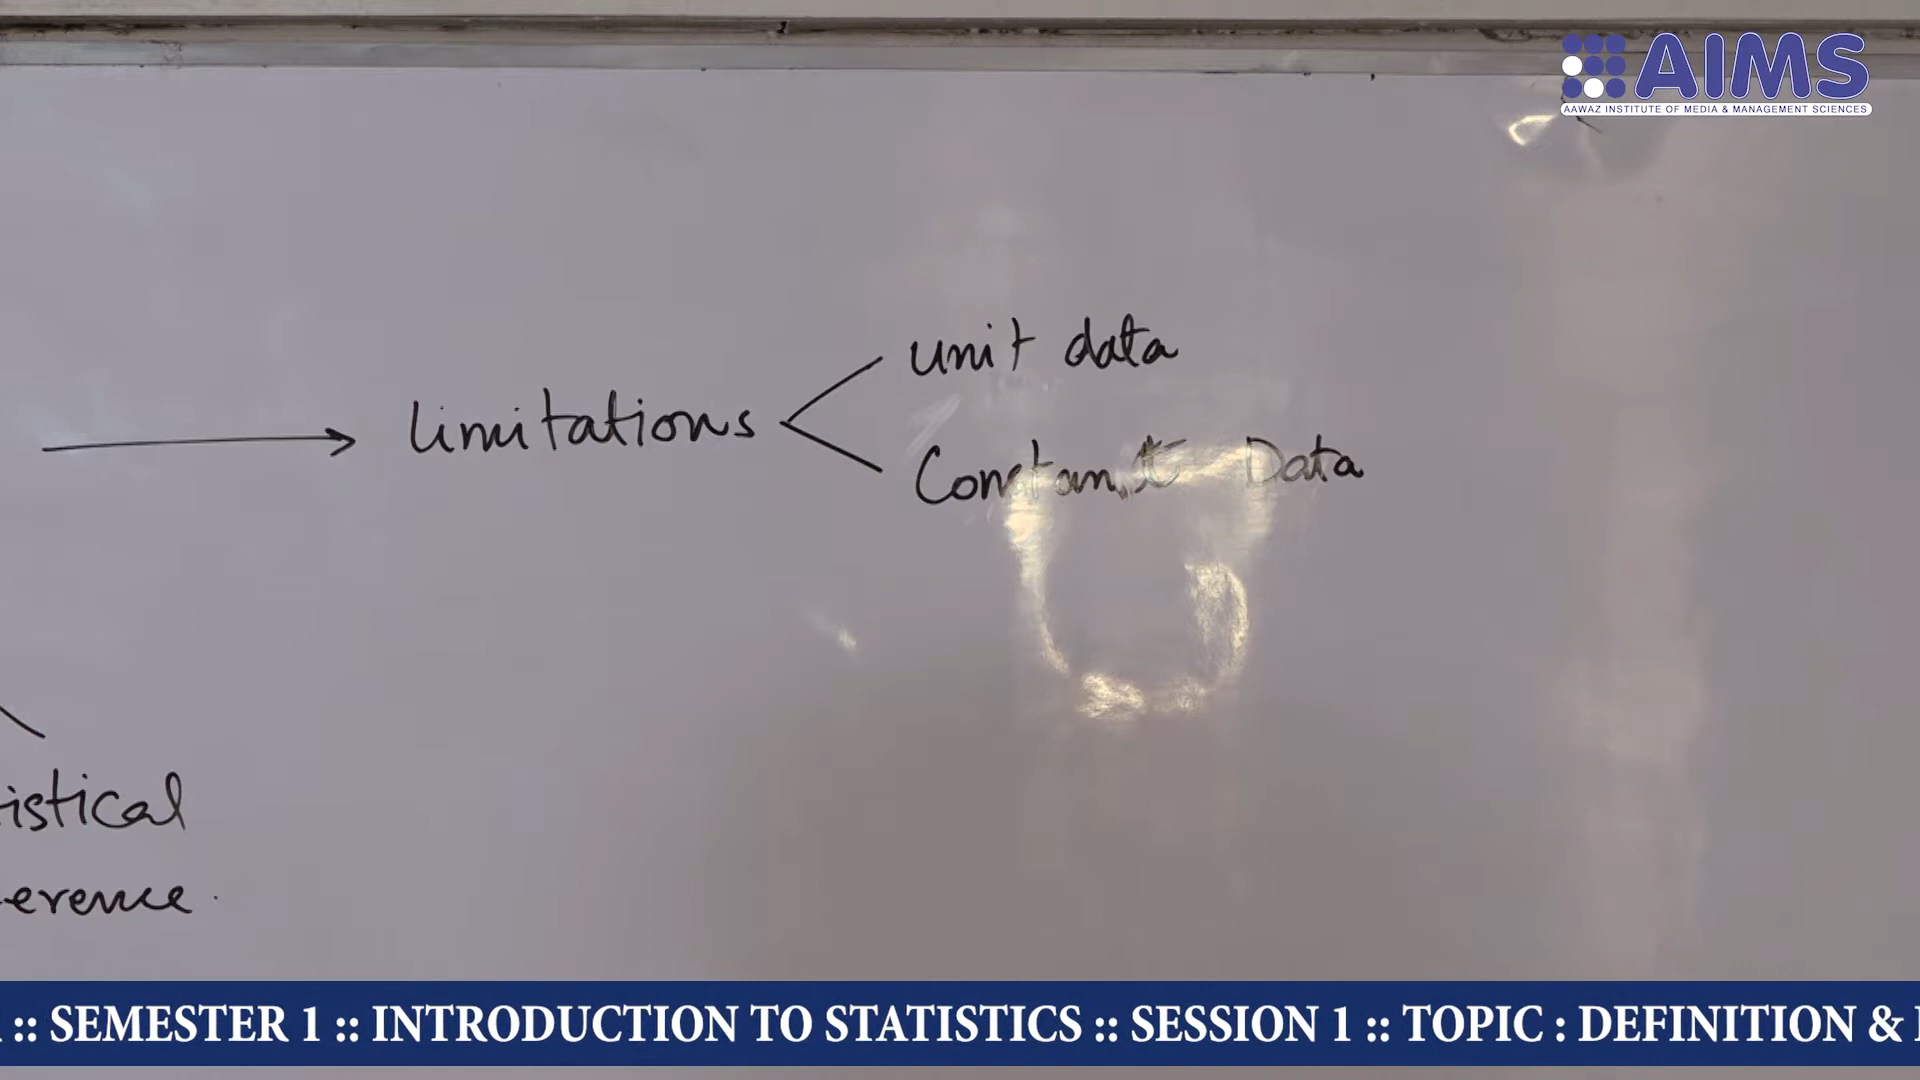 AIMS
AAWAZ INSTITUTE OF MEDIA & MANAGEMENT SCIENCES
unit data
limitations
Constant Data
istical
erence.
:: SEMESTER 1 :: INTRODUCTION TO STATISTICS :: SESSION 1 :: TOPIC : DEFINITION &